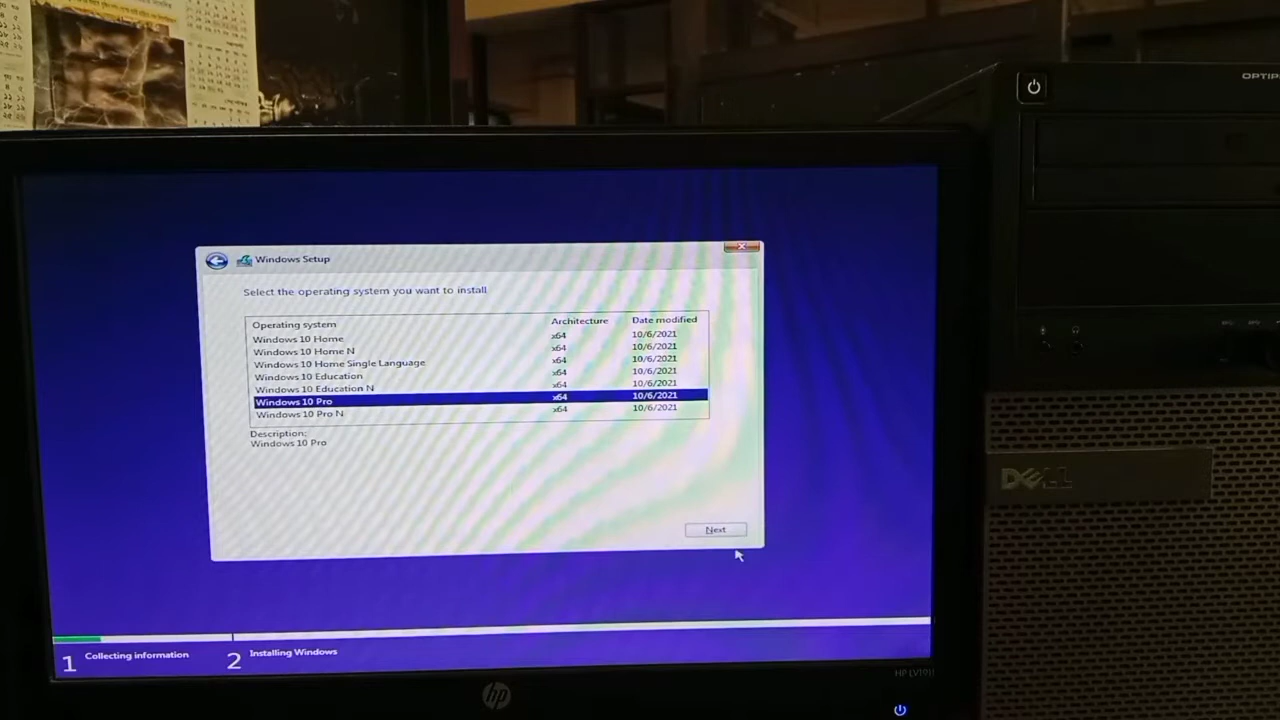 OPTIP
Windows Setup
Select the operating system you want to install
Operating system Architecture Date modified
Windows 10 Home x64 10/6/2021
Windows 10 Home N x64 10/6/2021
Windows 10 Home Single Language x64 10/6/2021
Windows 10 Education x64 10/6/2021
Windows 10 Education N x64 10/6/2021
Windows 10 Pro x64 10/6/2021
Windows 10 Pro N x64 10/6/2021
Description:
Windows 10 Pro
Next
DELL
1 Collecting information 2 Installing Windows
hp